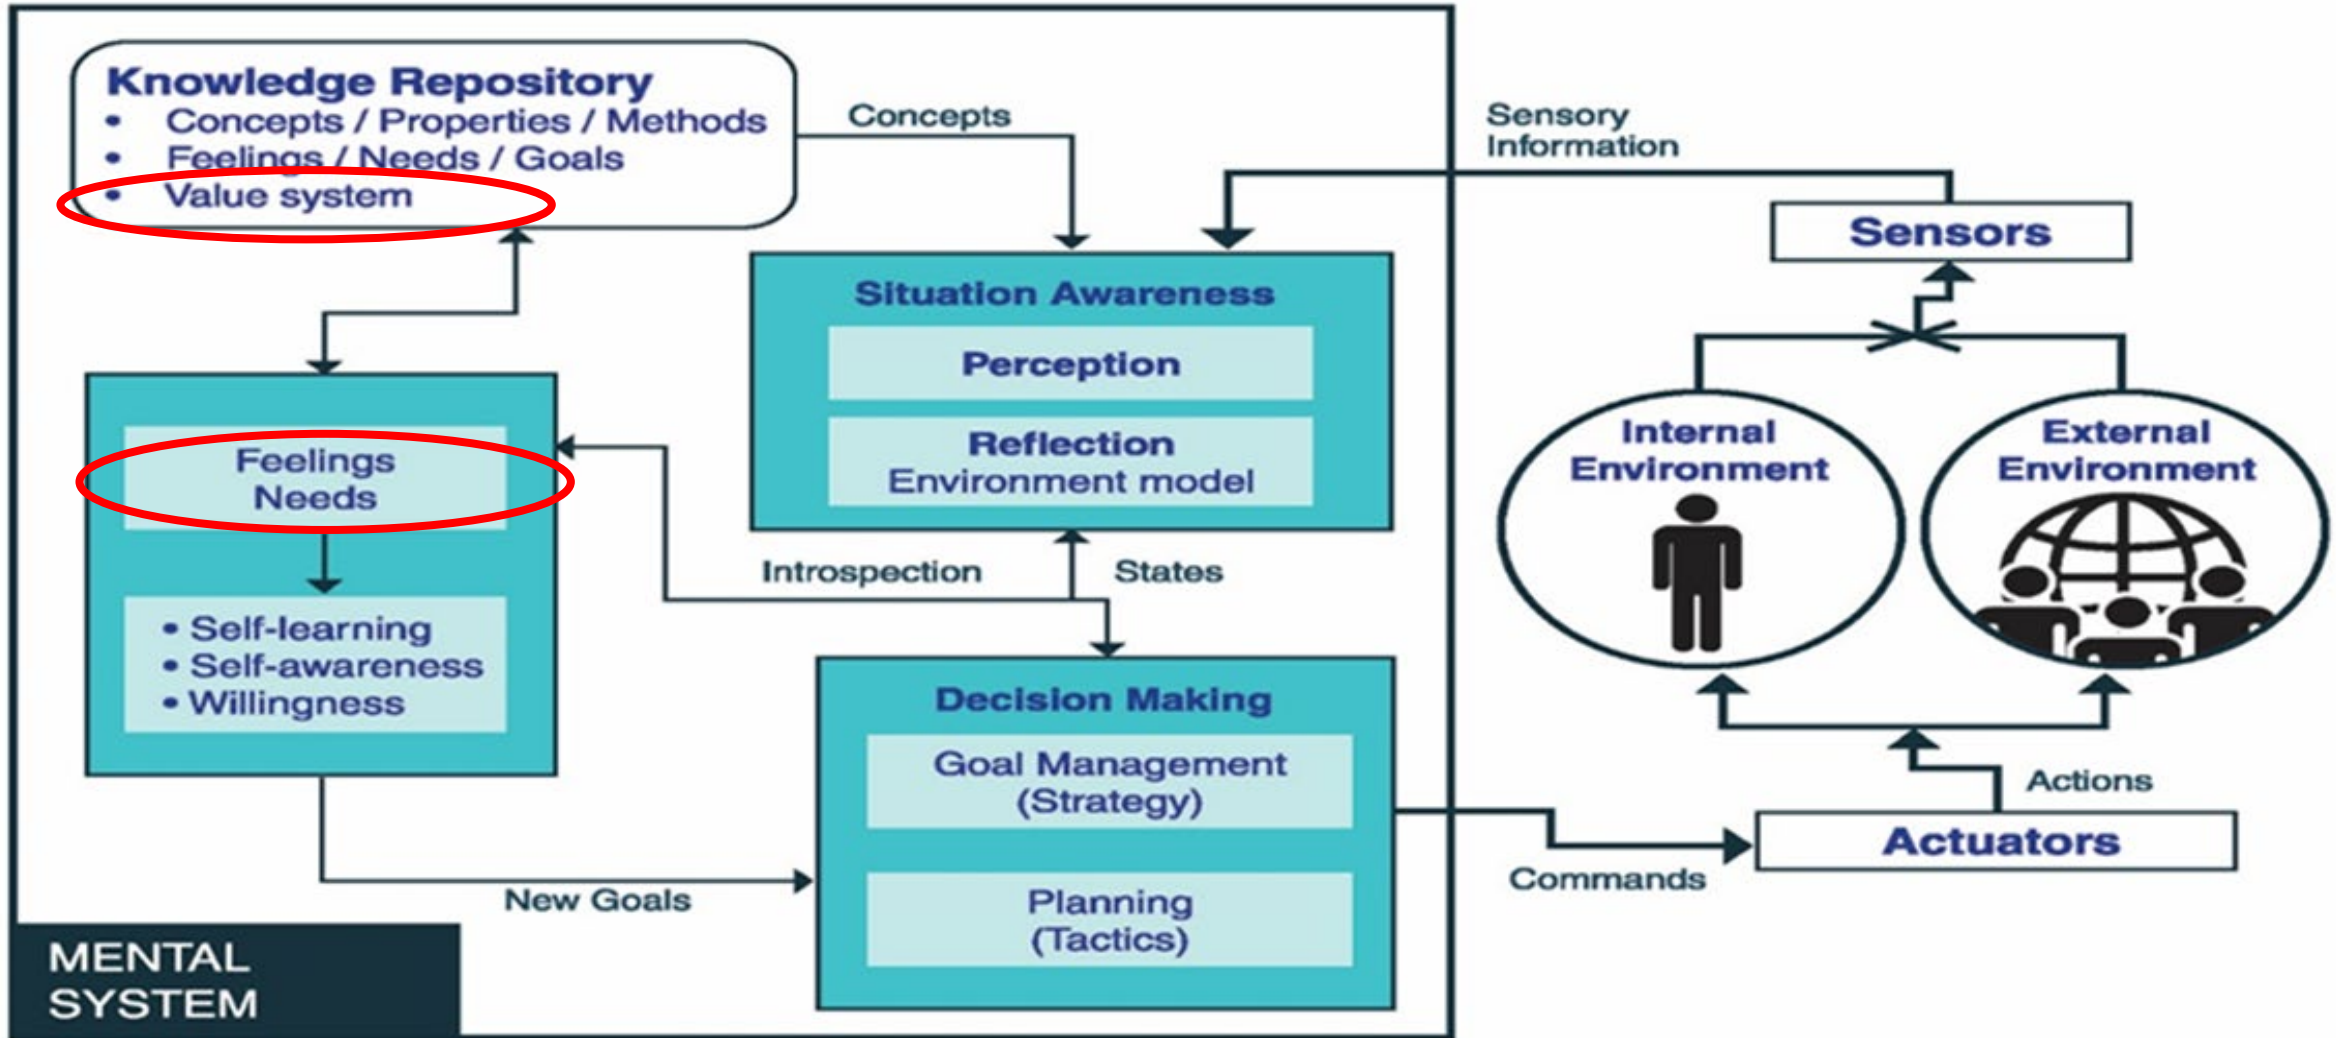 Knowledge Repository
• Concepts / Properties / Methods
• Feelings / Needs / Goals
• Value system
Concepts
Sensory
Information
Sensors
Situation Awareness
Perception
Reflection
Environment model
Internal
Environment
External
Environment
Feelings
Needs
• Self-learning
• Self-awareness
• Willingness
Introspection
States
Decision Making
Goal Management
(Strategy)
Planning
(Tactics)
New Goals
Commands
Actions
Actuators
MENTAL
SYSTEM